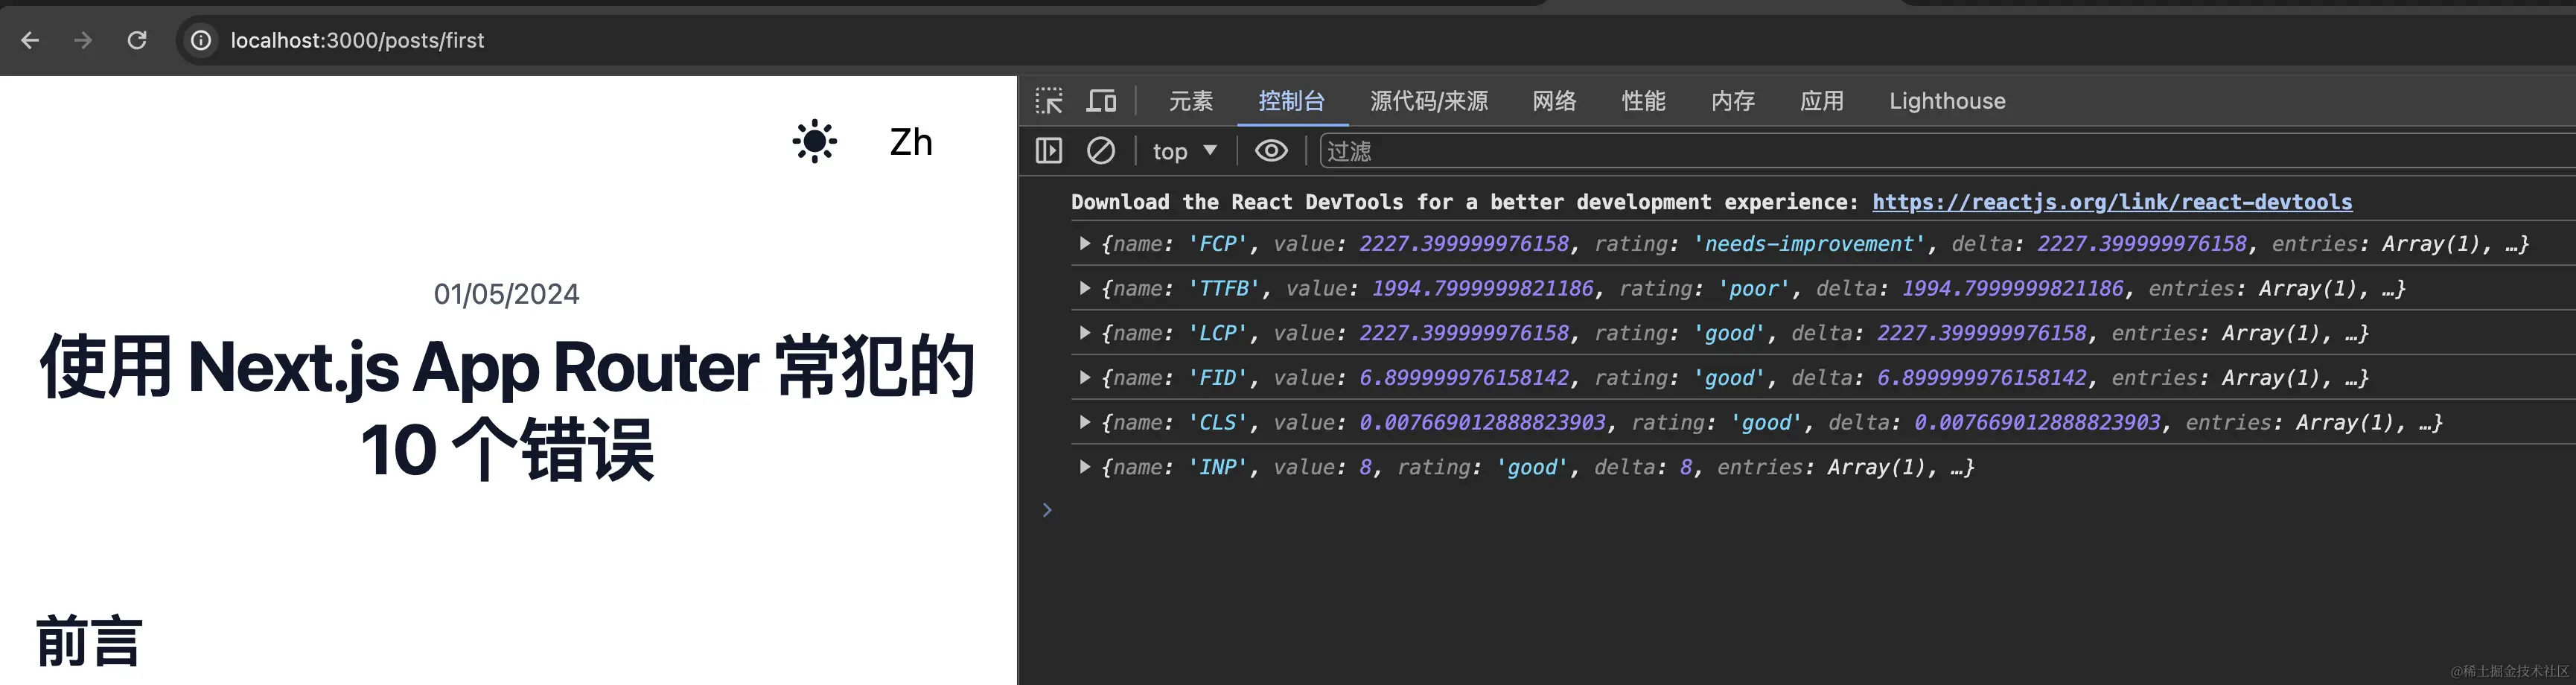 localhost:3000/posts/first
Zh
01/05/2024
使用 Next.js App Router 常犯的
10 个错误
前言
元素 控制台 源代码/来源 网络 性能 内存 应用 Lighthouse
top 过滤
Download the React DevTools for a better development experience: https://reactjs.org/link/react-devtools
{name: 'FCP', value: 2227.399999976158, rating: 'needs-improvement', delta: 2227.399999976158, entries: Array(1), …}
{name: 'TTFB', value: 1994.7999999821186, rating: 'poor', delta: 1994.7999999821186, entries: Array(1), …}
{name: 'LCP', value: 2227.399999976158, rating: 'good', delta: 2227.399999976158, entries: Array(1), …}
{name: 'FID', value: 6.899999976158142, rating: 'good', delta: 6.899999976158142, entries: Array(1), …}
{name: 'CLS', value: 0.007669012888823903, rating: 'good', delta: 0.007669012888823903, entries: Array(1), …}
{name: 'INP', value: 8, rating: 'good', delta: 8, entries: Array(1), …}
@稀土掘金技术社区